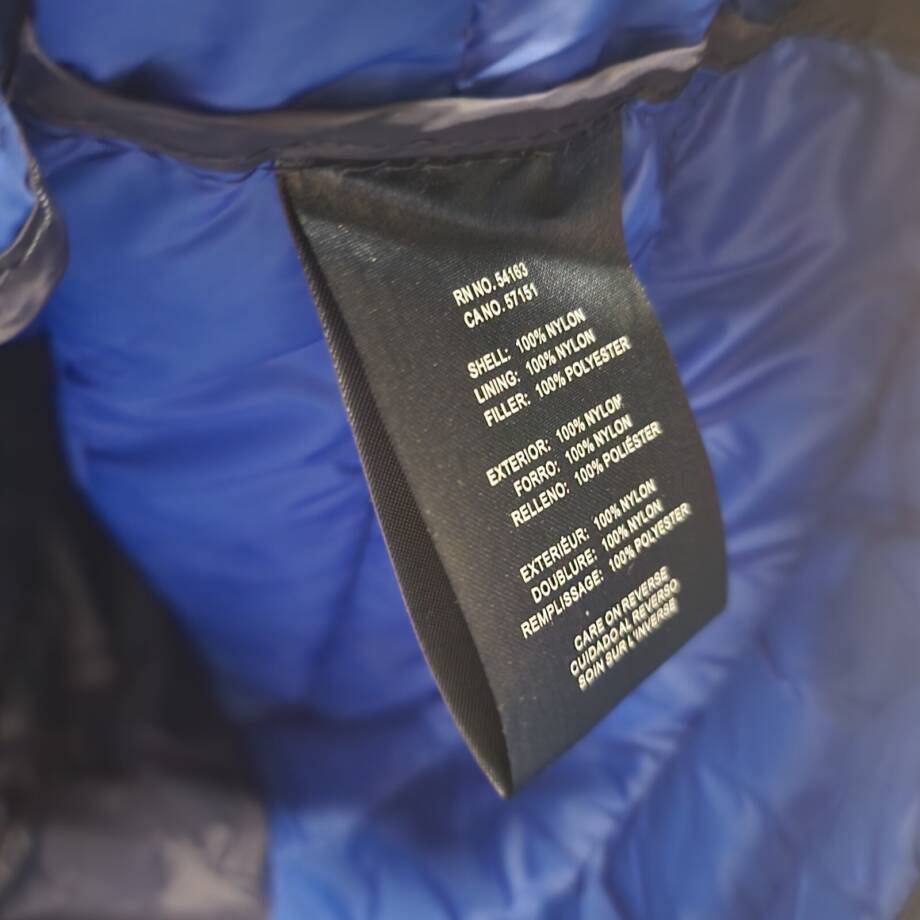 RN NO. 54163
CA NO. 57151
SHELL: 100% NYLON
LINING: 100% NYLON
FILLER: 100% POLYESTER
EXTERIOR: 100% NYLON
FORRO: 100% NYLON
RELLENO: 100% POLIÉSTER
EXTERIÉUR: 100% NYLON
DOUBLURE: 100% NYLON
REMPLISSAGE: 100% POLYESTER
CARE ON REVERSE
CUIDADO AL REVERSO
SOIN SUR L'INVERSE